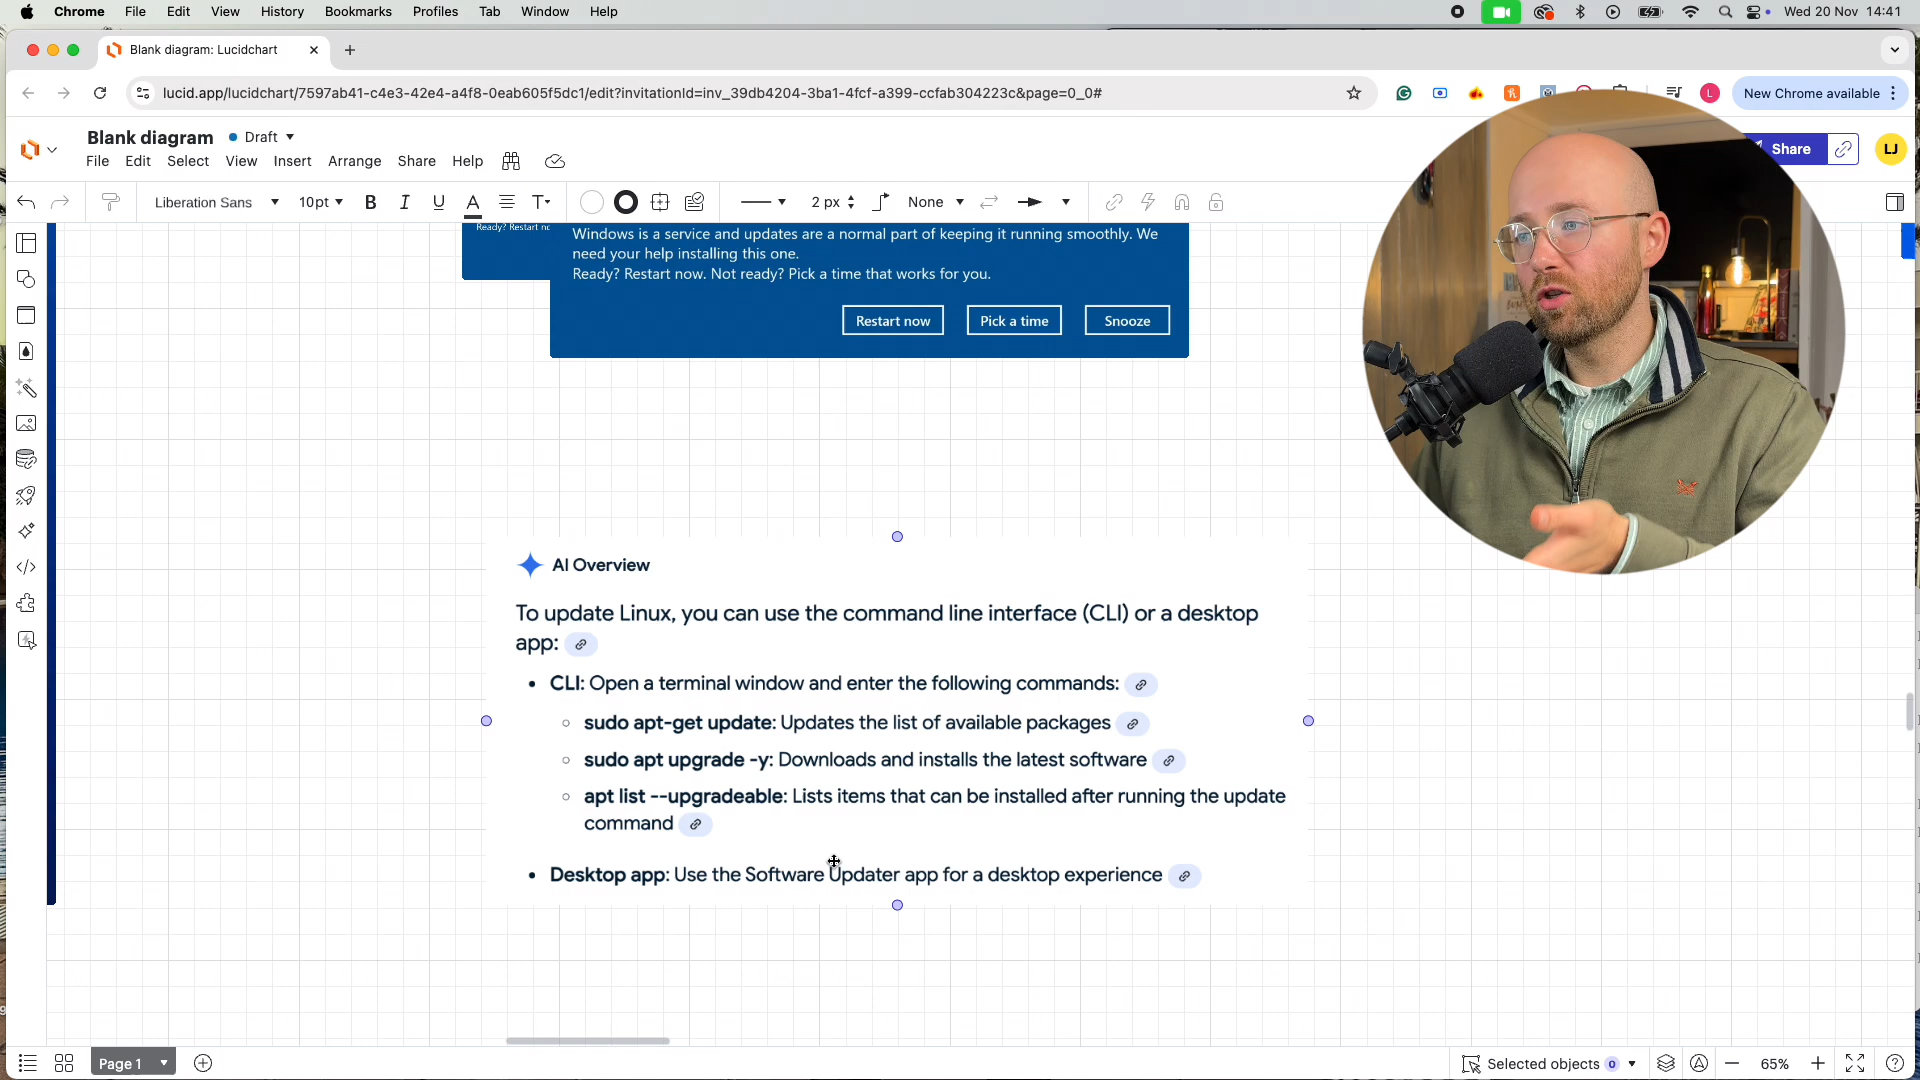 Chrome File Edit View History Bookmarks Profiles Tab Window Help Wed 20 Nov 14:41
Blank diagram: Lucidchart
lucid.app/lucidchart/7597ab41-c4e3-42e4-a4f8-0eab605f5dc1/edit?invitationId=inv_39db4204-3ba1-4fcf-a399-ccfab304223c&page=0_0#
L
New Chrome available
Blank diagram Draft
File Edit Select View Insert Arrange Share Help
Share
LJ
Liberation Sans 10pt B I U A T 2 px None
Ready? Restart
Windows is a service and updates are a normal part of keeping it running smoothly. We
need your help installing this one.
Ready? Restart now. Not ready? Pick a time that works for you.
Restart now Pick a time Snooze
AI Overview
To update Linux, you can use the command line interface (CLI) or a desktop
app:
• CLI: Open a terminal window and enter the following commands:
○ sudo apt-get update: Updates the list of available packages
○ sudo apt upgrade -y: Downloads and installs the latest software
○ apt list --upgradeable: Lists items that can be installed after running the update
command
• Desktop app: Use the Software Updater app for a desktop experience
Page 1
Selected objects 0
65%